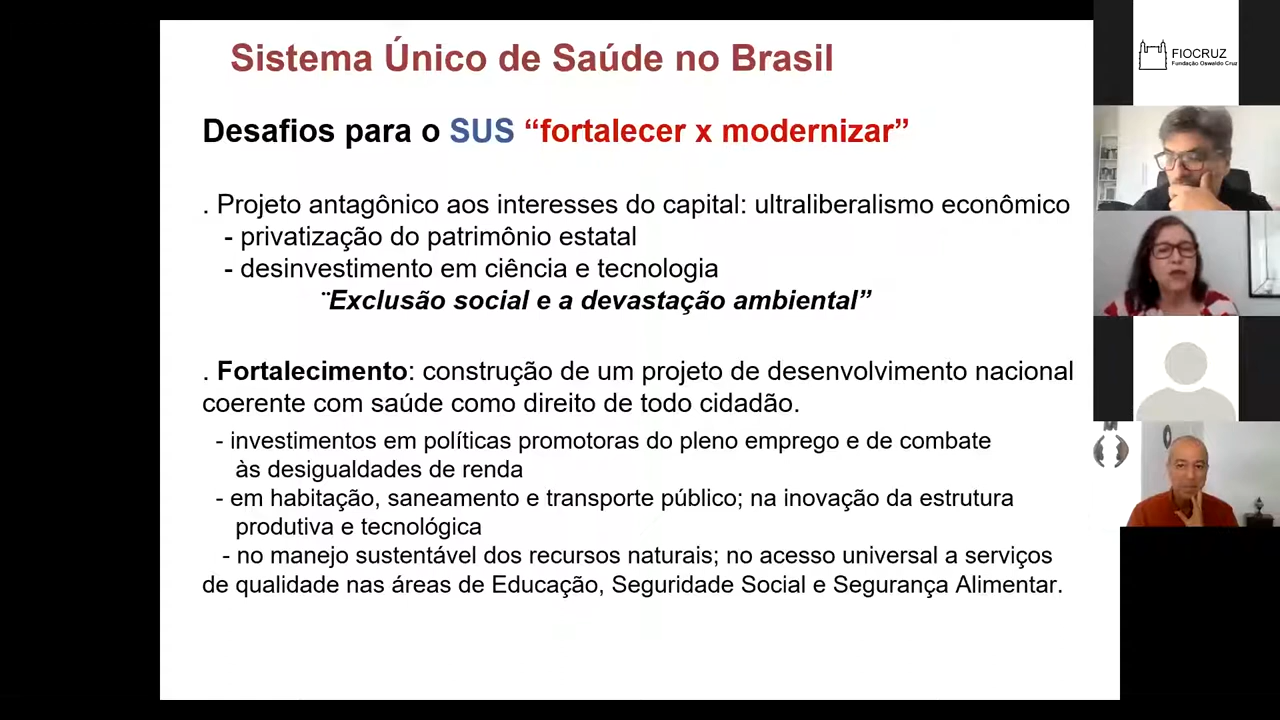 Sistema Único de Saúde no Brasil
Desafios para o SUS “fortalecer x modernizar”
. Projeto antagônico aos interesses do capital: ultraliberalismo econômico
- privatização do patrimônio estatal
- desinvestimento em ciência e tecnologia
¨Exclusão social e a devastação ambiental”
. Fortalecimento: construção de um projeto de desenvolvimento nacional
coerente com saúde como direito de todo cidadão.
- investimentos em políticas promotoras do pleno emprego e de combate
às desigualdades de renda
- em habitação, saneamento e transporte público; na inovação da estrutura
produtiva e tecnológica
- no manejo sustentável dos recursos naturais; no acesso universal a serviços
de qualidade nas áreas de Educação, Seguridade Social e Segurança Alimentar.
FIOCRUZ
Fundação Oswaldo Cruz